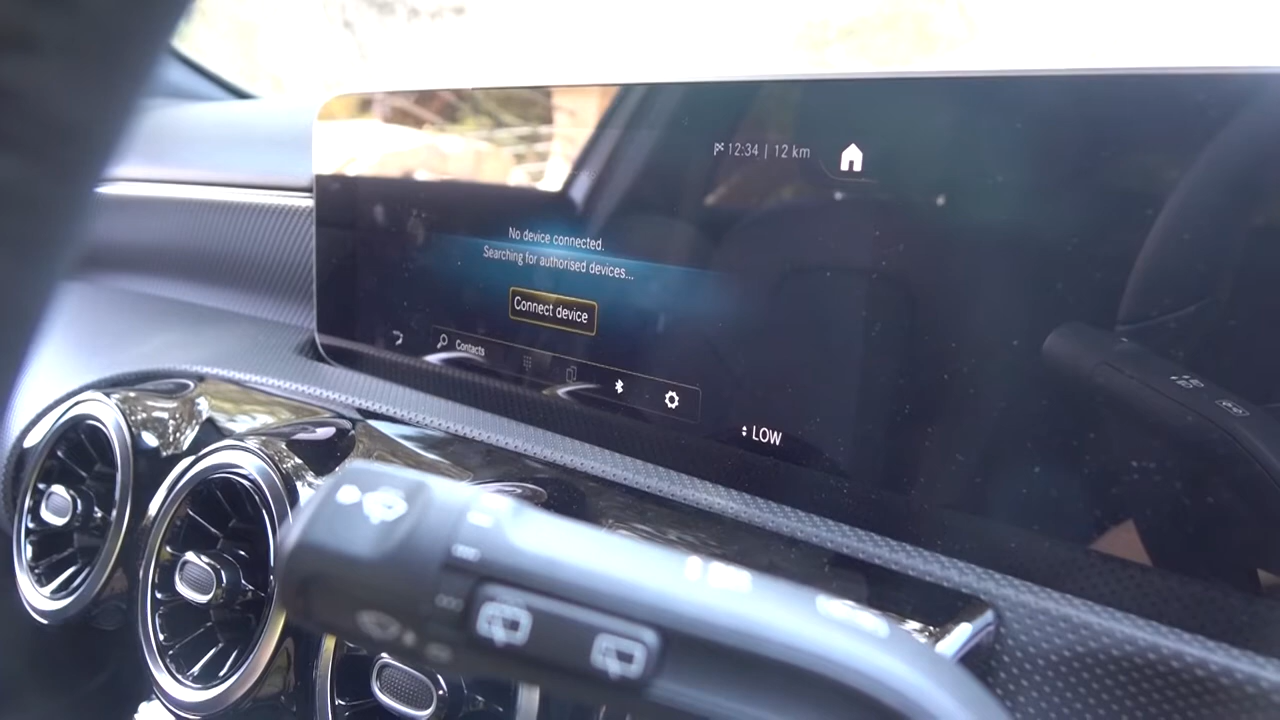 12:34 | 12 km
No device connected.
Searching for authorised devices...
Connect device
Contacts
LOW